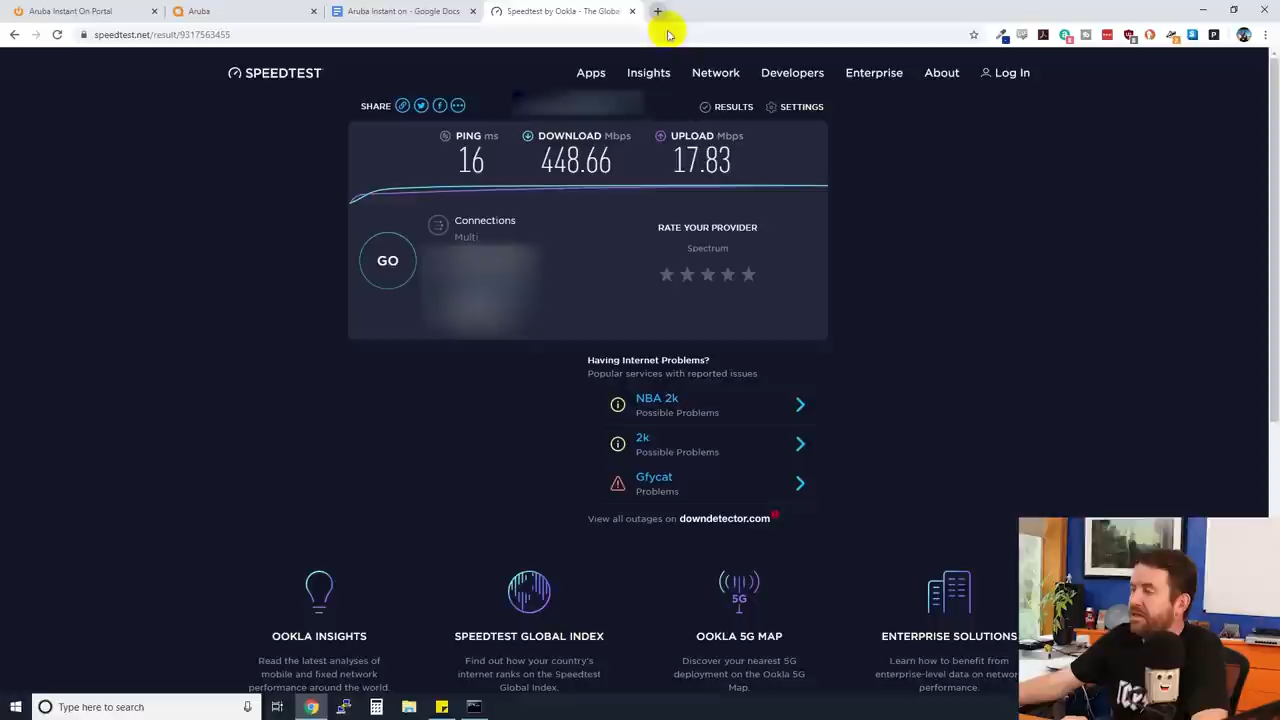 Aruba Instant On Portal
Aruba
Aruba Instant on - Google Docs
Speedtest by Ookla - The Globa
speedtest.net/result/9317563455
SPEEDTEST
Apps
Insights
Network
Developers
Enterprise
About
Log In
SHARE
RESULTS
SETTINGS
PING ms
DOWNLOAD Mbps
UPLOAD Mbps
16
448.66
17.83
Connections
Multi
GO
RATE YOUR PROVIDER
Spectrum
Having Internet Problems?
Popular services with reported issues
NBA 2k
Possible Problems
2k
Possible Problems
Gfycat
Problems
View all outages on downdetector.com
5G
OOKLA INSIGHTS
Read the latest analyses of
mobile and fixed network
performance around the world.
SPEEDTEST GLOBAL INDEX
Find out how your country's
internet ranks on the Speedtest
Global Index.
OOKLA 5G MAP
Discover your nearest 5G
deployment on the Ookla 5G
Map.
ENTERPRISE SOLUTIONS
Learn how to benefit from
enterprise-level data on netwo
performance.
Type here to search